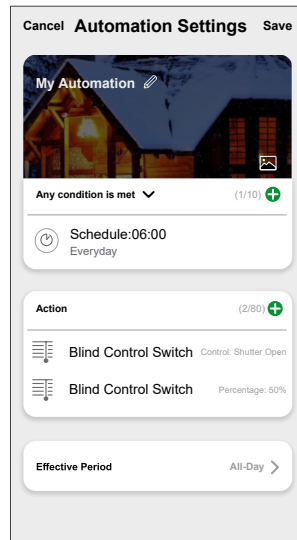 Cancel Automation Settings Save
My Automation
Any condition is met (1/10)
Schedule:06:00
Everyday
Action (2/80)
Blind Control Switch Control: Shutter Open
Blind Control Switch Percentage: 50%
Effective Period All-Day